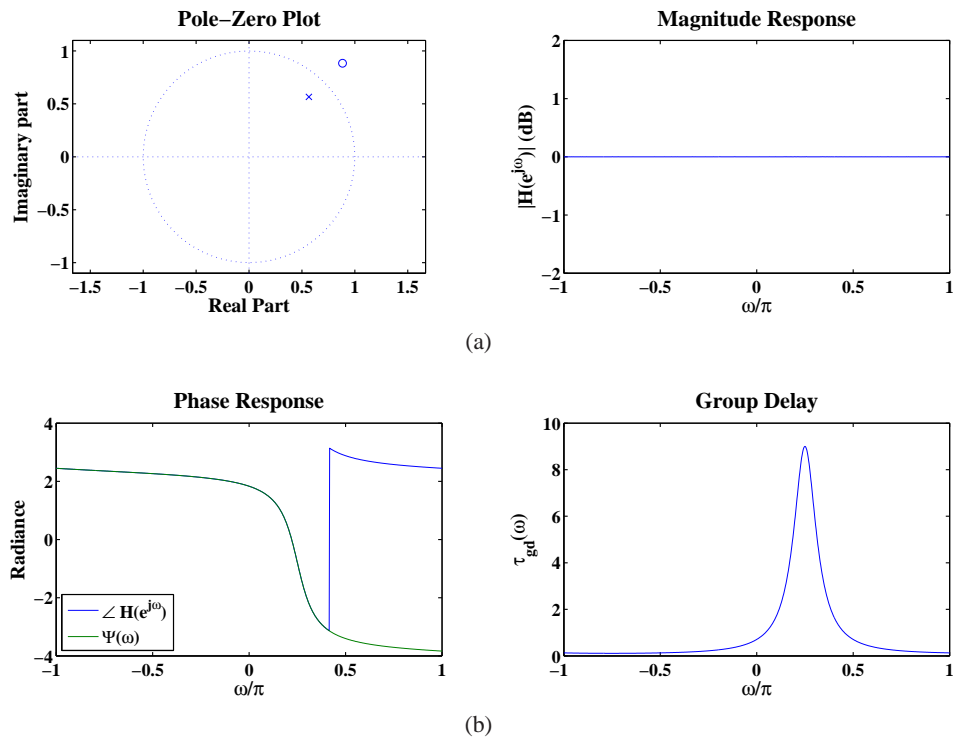 Pole−Zero Plot
Imaginary part
1
0.5
0
−0.5
−1
−1.5 −1 −0.5 0 0.5 1 1.5
Real Part
Magnitude Response
|H(e^{jω})| (dB)
2
1
0
−1
−2
−1 −0.5 0 0.5 1
ω/π
(a)
Phase Response
Radiance
4
2
0
−2
−4
∠ H(e^{jω})
Ψ(ω)
−1 −0.5 0 0.5 1
ω/π
Group Delay
τ_{gd}(ω)
10
8
6
4
2
0
−1 −0.5 0 0.5 1
ω/π
(b)